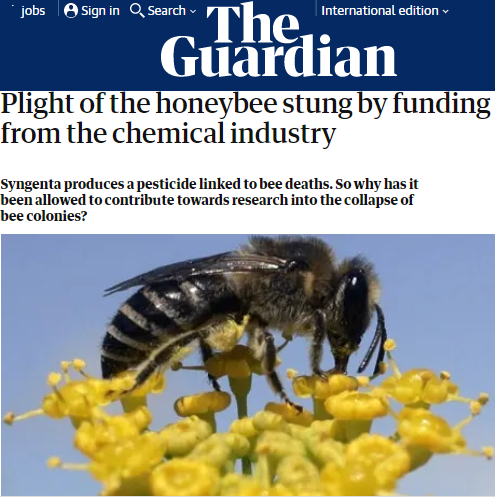 jobs Sign in Search International edition
The
Guardian
Plight of the honeybee stung by funding
from the chemical industry
Syngenta produces a pesticide linked to bee deaths. So why has it
been allowed to contribute towards research into the collapse of
bee colonies?